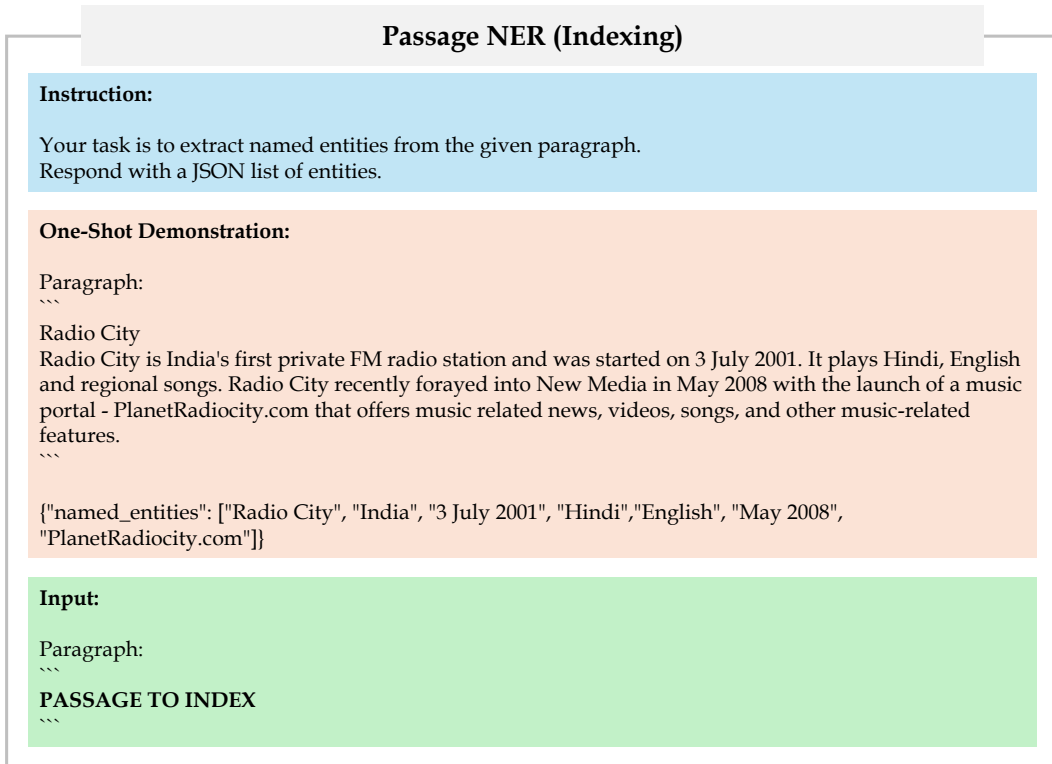 Passage NER (Indexing)
Instruction:
Your task is to extract named entities from the given paragraph.
Respond with a JSON list of entities.
One-Shot Demonstration:
Paragraph:
```
Radio City
Radio City is India's first private FM radio station and was started on 3 July 2001. It plays Hindi, English
and regional songs. Radio City recently forayed into New Media in May 2008 with the launch of a music
portal - PlanetRadiocity.com that offers music related news, videos, songs, and other music-related
features.
```
{"named_entities": ["Radio City", "India", "3 July 2001", "Hindi","English", "May 2008",
"PlanetRadiocity.com"]}
Input:
Paragraph:
```
PASSAGE TO INDEX
```